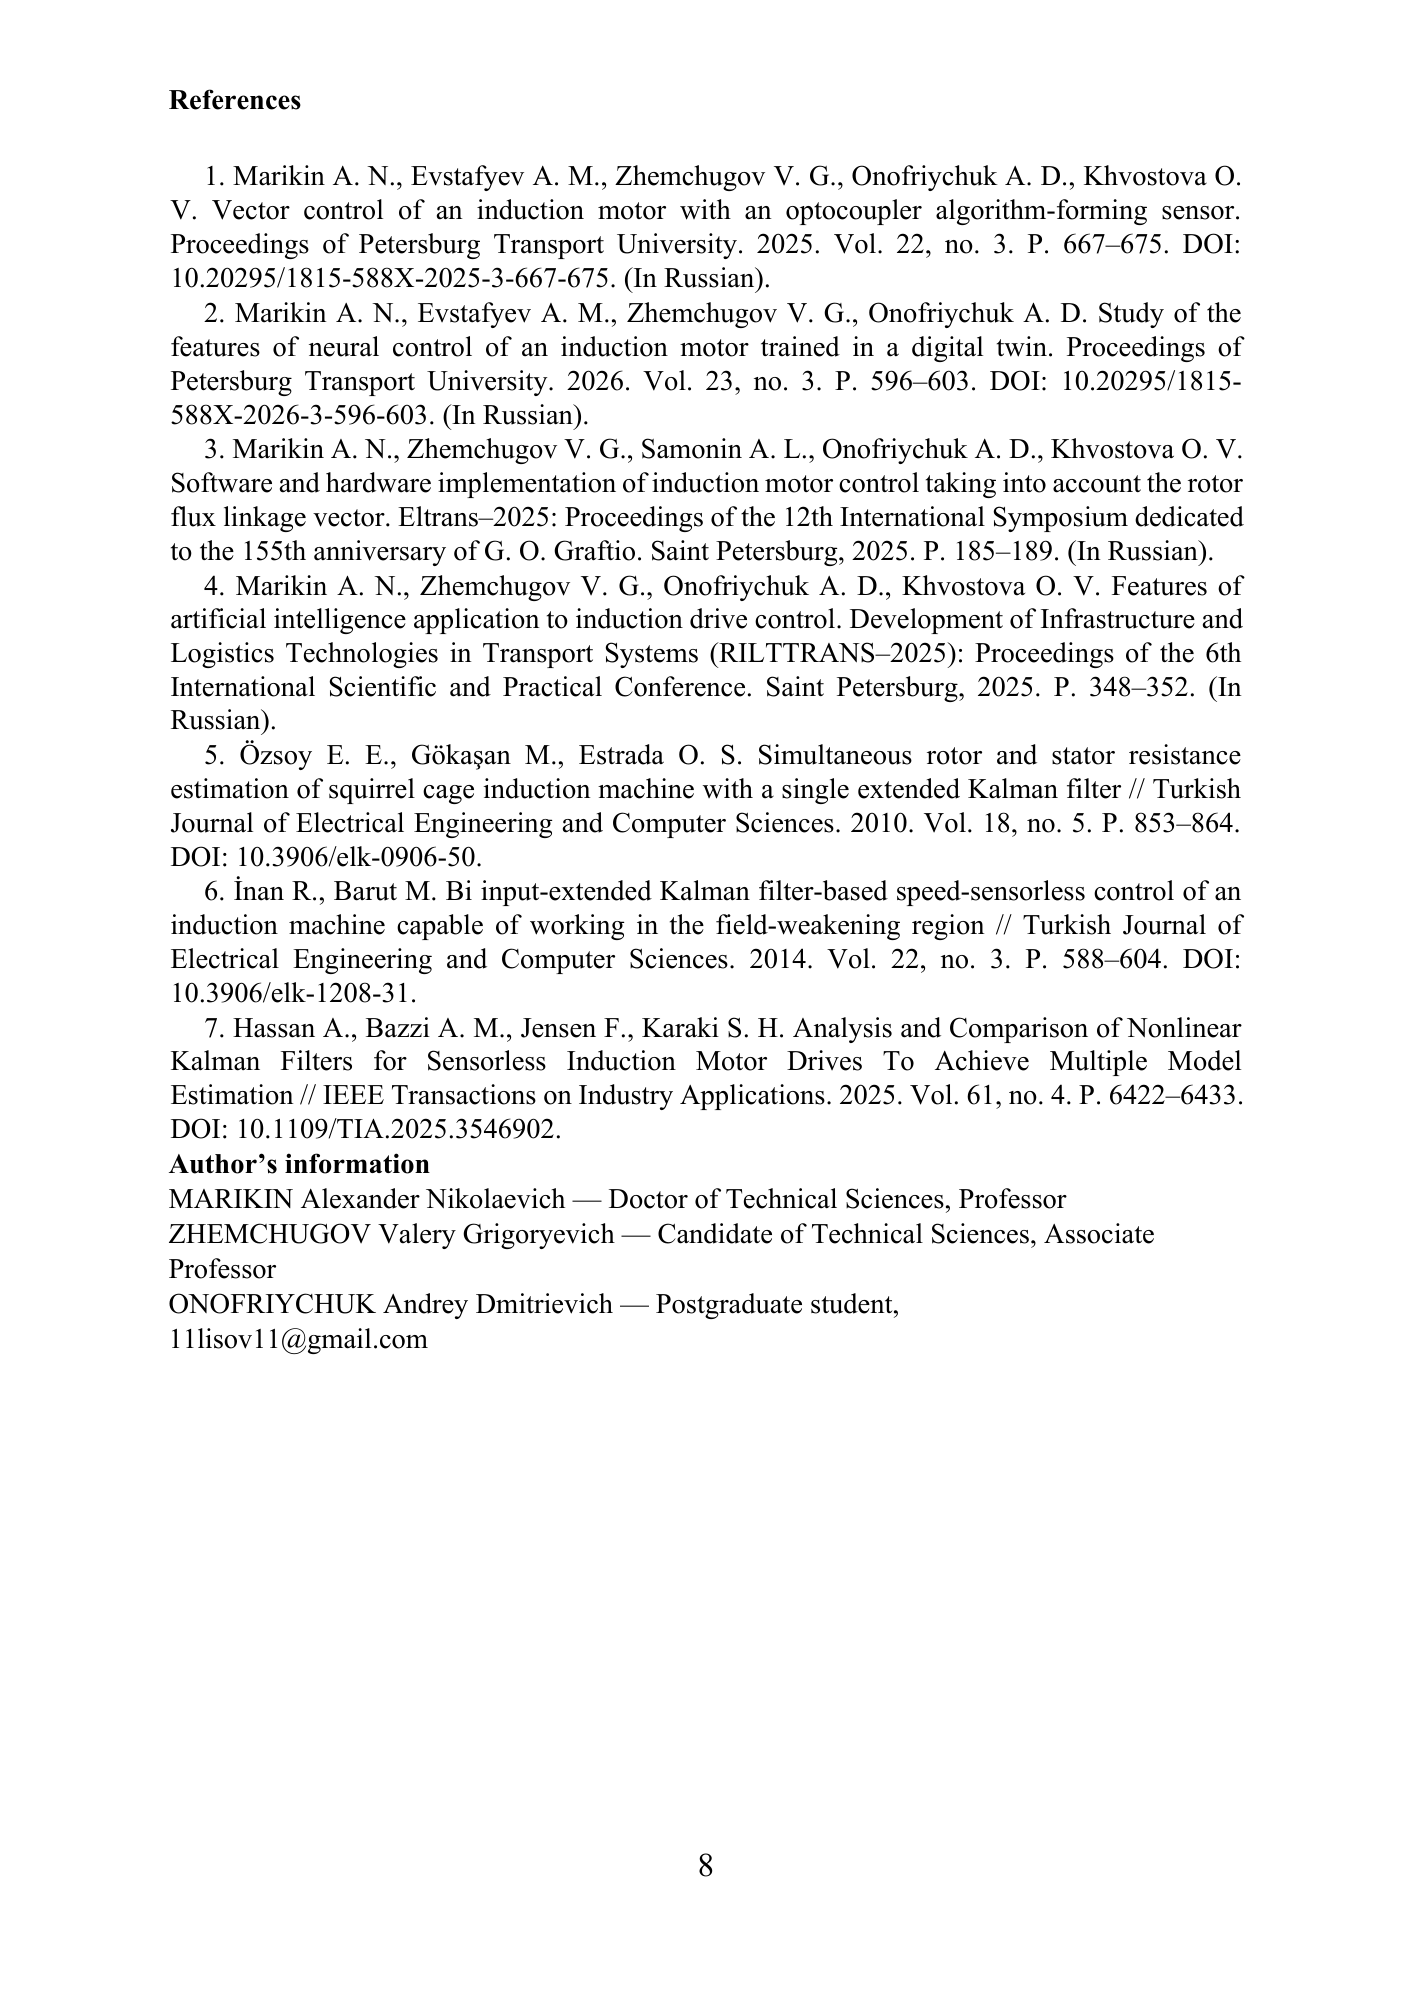 References
1. Marikin A. N., Evstafyev A. M., Zhemchugov V. G., Onofriychuk A. D., Khvostova O.
V. Vector control of an induction motor with an optocoupler algorithm-forming sensor.
Proceedings of Petersburg Transport University. 2025. Vol. 22, no. 3. P. 667–675. DOI:
10.20295/1815-588X-2025-3-667-675. (In Russian).
2. Marikin A. N., Evstafyev A. M., Zhemchugov V. G., Onofriychuk A. D. Study of the
features of neural control of an induction motor trained in a digital twin. Proceedings of
Petersburg Transport University. 2026. Vol. 23, no. 3. P. 596–603. DOI: 10.20295/1815-
588X-2026-3-596-603. (In Russian).
3. Marikin A. N., Zhemchugov V. G., Samonin A. L., Onofriychuk A. D., Khvostova O. V.
Software and hardware implementation of induction motor control taking into account the rotor
flux linkage vector. Eltrans–2025: Proceedings of the 12th International Symposium dedicated
to the 155th anniversary of G. O. Graftio. Saint Petersburg, 2025. P. 185–189. (In Russian).
4. Marikin A. N., Zhemchugov V. G., Onofriychuk A. D., Khvostova O. V. Features of
artificial intelligence application to induction drive control. Development of Infrastructure and
Logistics Technologies in Transport Systems (RILTTRANS–2025): Proceedings of the 6th
International Scientific and Practical Conference. Saint Petersburg, 2025. P. 348–352. (In
Russian).
5. Özsoy E. E., Gökaşan M., Estrada O. S. Simultaneous rotor and stator resistance
estimation of squirrel cage induction machine with a single extended Kalman filter // Turkish
Journal of Electrical Engineering and Computer Sciences. 2010. Vol. 18, no. 5. P. 853–864.
DOI: 10.3906/elk-0906-50.
6. İnan R., Barut M. Bi input-extended Kalman filter-based speed-sensorless control of an
induction machine capable of working in the field-weakening region // Turkish Journal of
Electrical Engineering and Computer Sciences. 2014. Vol. 22, no. 3. P. 588–604. DOI:
10.3906/elk-1208-31.
7. Hassan A., Bazzi A. M., Jensen F., Karaki S. H. Analysis and Comparison of Nonlinear
Kalman Filters for Sensorless Induction Motor Drives To Achieve Multiple Model
Estimation // IEEE Transactions on Industry Applications. 2025. Vol. 61, no. 4. P. 6422–6433.
DOI: 10.1109/TIA.2025.3546902.
Author’s information
MARIKIN Alexander Nikolaevich — Doctor of Technical Sciences, Professor
ZHEMCHUGOV Valery Grigoryevich — Candidate of Technical Sciences, Associate
Professor
ONOFRIYCHUK Andrey Dmitrievich — Postgraduate student,
11lisov11@gmail.com
8